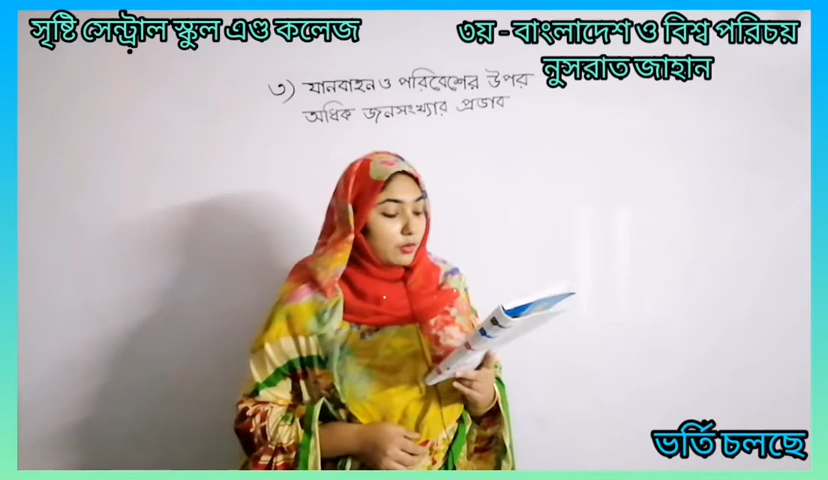 সৃষ্টি সেন্ট্রাল স্কুল এণ্ড কলেজ
৩য় - বাংলাদেশ ও বিশ্ব পরিচয়
নুসরাত জাহান
৩) যানবাহন ও পরিবেশের উপর
অধিক জনসংখ্যার প্রভাব
ভর্তি চলছে